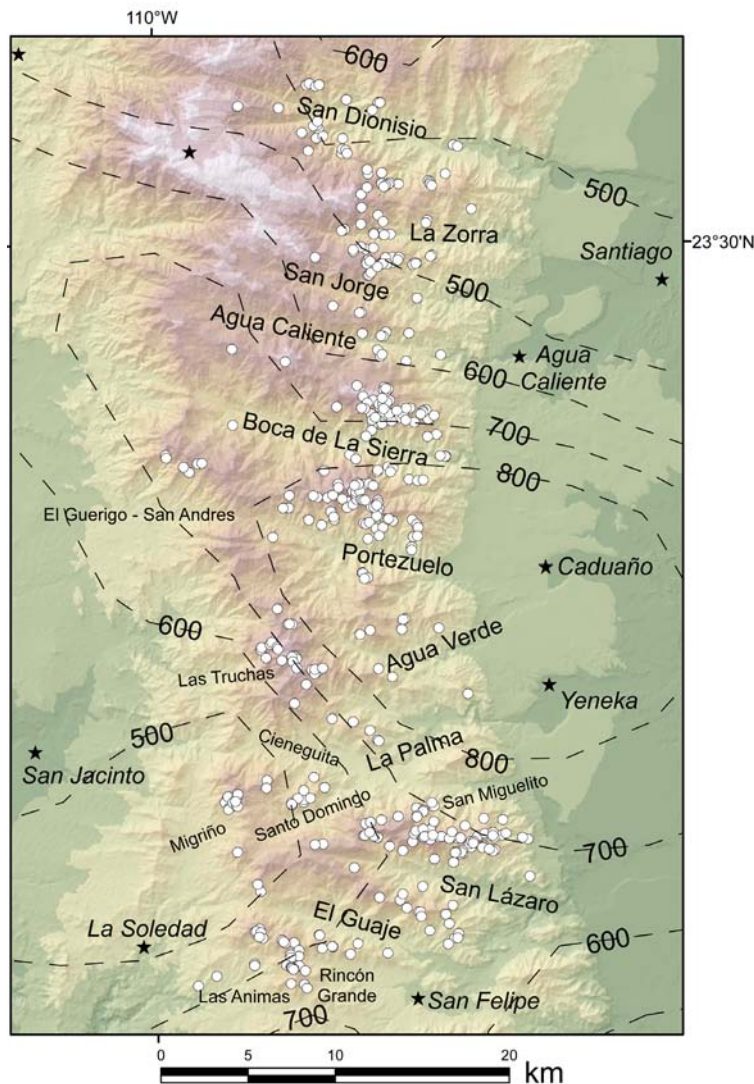 110°W
600
San Dionisio
500
La Zorra
23°30'N
Santiago
San Jorge
500
Agua Caliente
Agua
Caliente
600
700
Boca de La Sierra
800
El Guerigo - San Andres
Portezuelo
Caduaño
600
Agua Verde
Las Truchas
Yeneka
500
Cieneguita
La Palma
800
San Jacinto
San Miguelito
Santo Domingo
Migriño
700
San Lázaro
El Guaje
La Soledad
600
Rincón
Grande
Las Animas
San Felipe
700
0 5 10 20
km